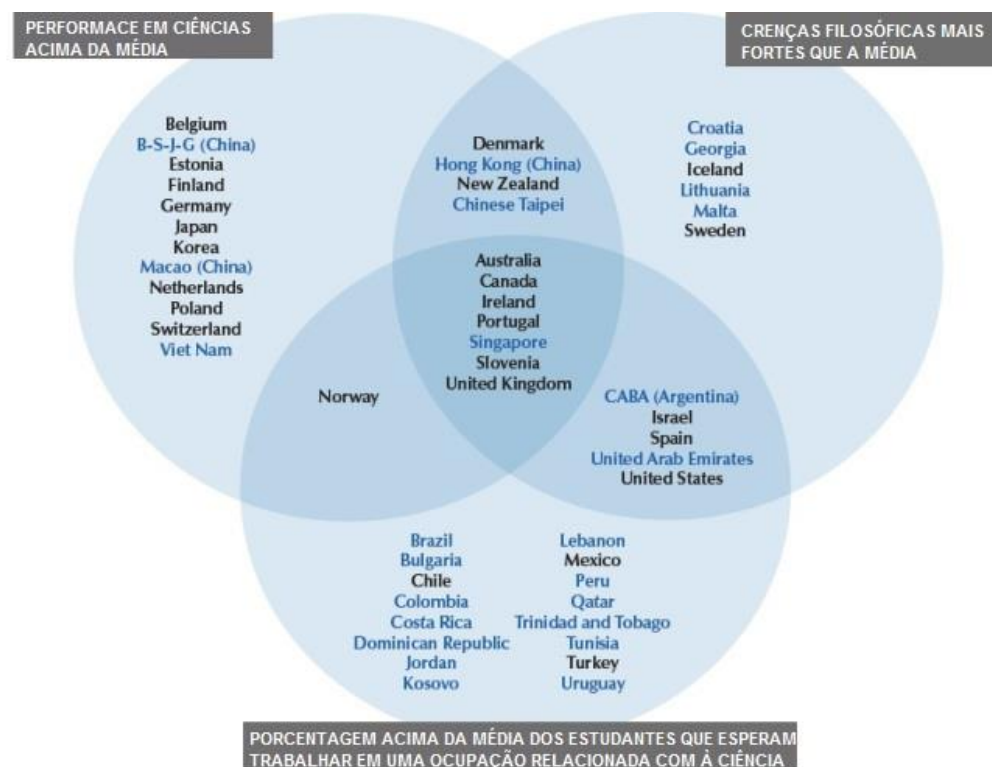 PERFORMACE EM CIÊNCIAS
ACIMA DA MÉDIA
CRENÇAS FILOSÓFICAS MAIS
FORTES QUE A MÉDIA
Belgium
B-S-J-G (China)
Estonia
Finland
Germany
Japan
Korea
Macao (China)
Netherlands
Poland
Switzerland
Viet Nam
Denmark
Hong Kong (China)
New Zealand
Chinese Taipei
Croatia
Georgia
Iceland
Lithuania
Malta
Sweden
Australia
Canada
Ireland
Portugal
Singapore
Slovenia
United Kingdom
Norway
CABA (Argentina)
Israel
Spain
United Arab Emirates
United States
Brazil
Bulgaria
Chile
Colombia
Costa Rica
Dominican Republic
Jordan
Kosovo
Lebanon
Mexico
Peru
Qatar
Trinidad and Tobago
Tunisia
Turkey
Uruguay
PORCENTAGEM ACIMA DA MÉDIA DOS ESTUDANTES QUE ESPERAM
TRABALHAR EM UMA OCUPAÇÃO RELACIONADA COM À CIÊNCIA